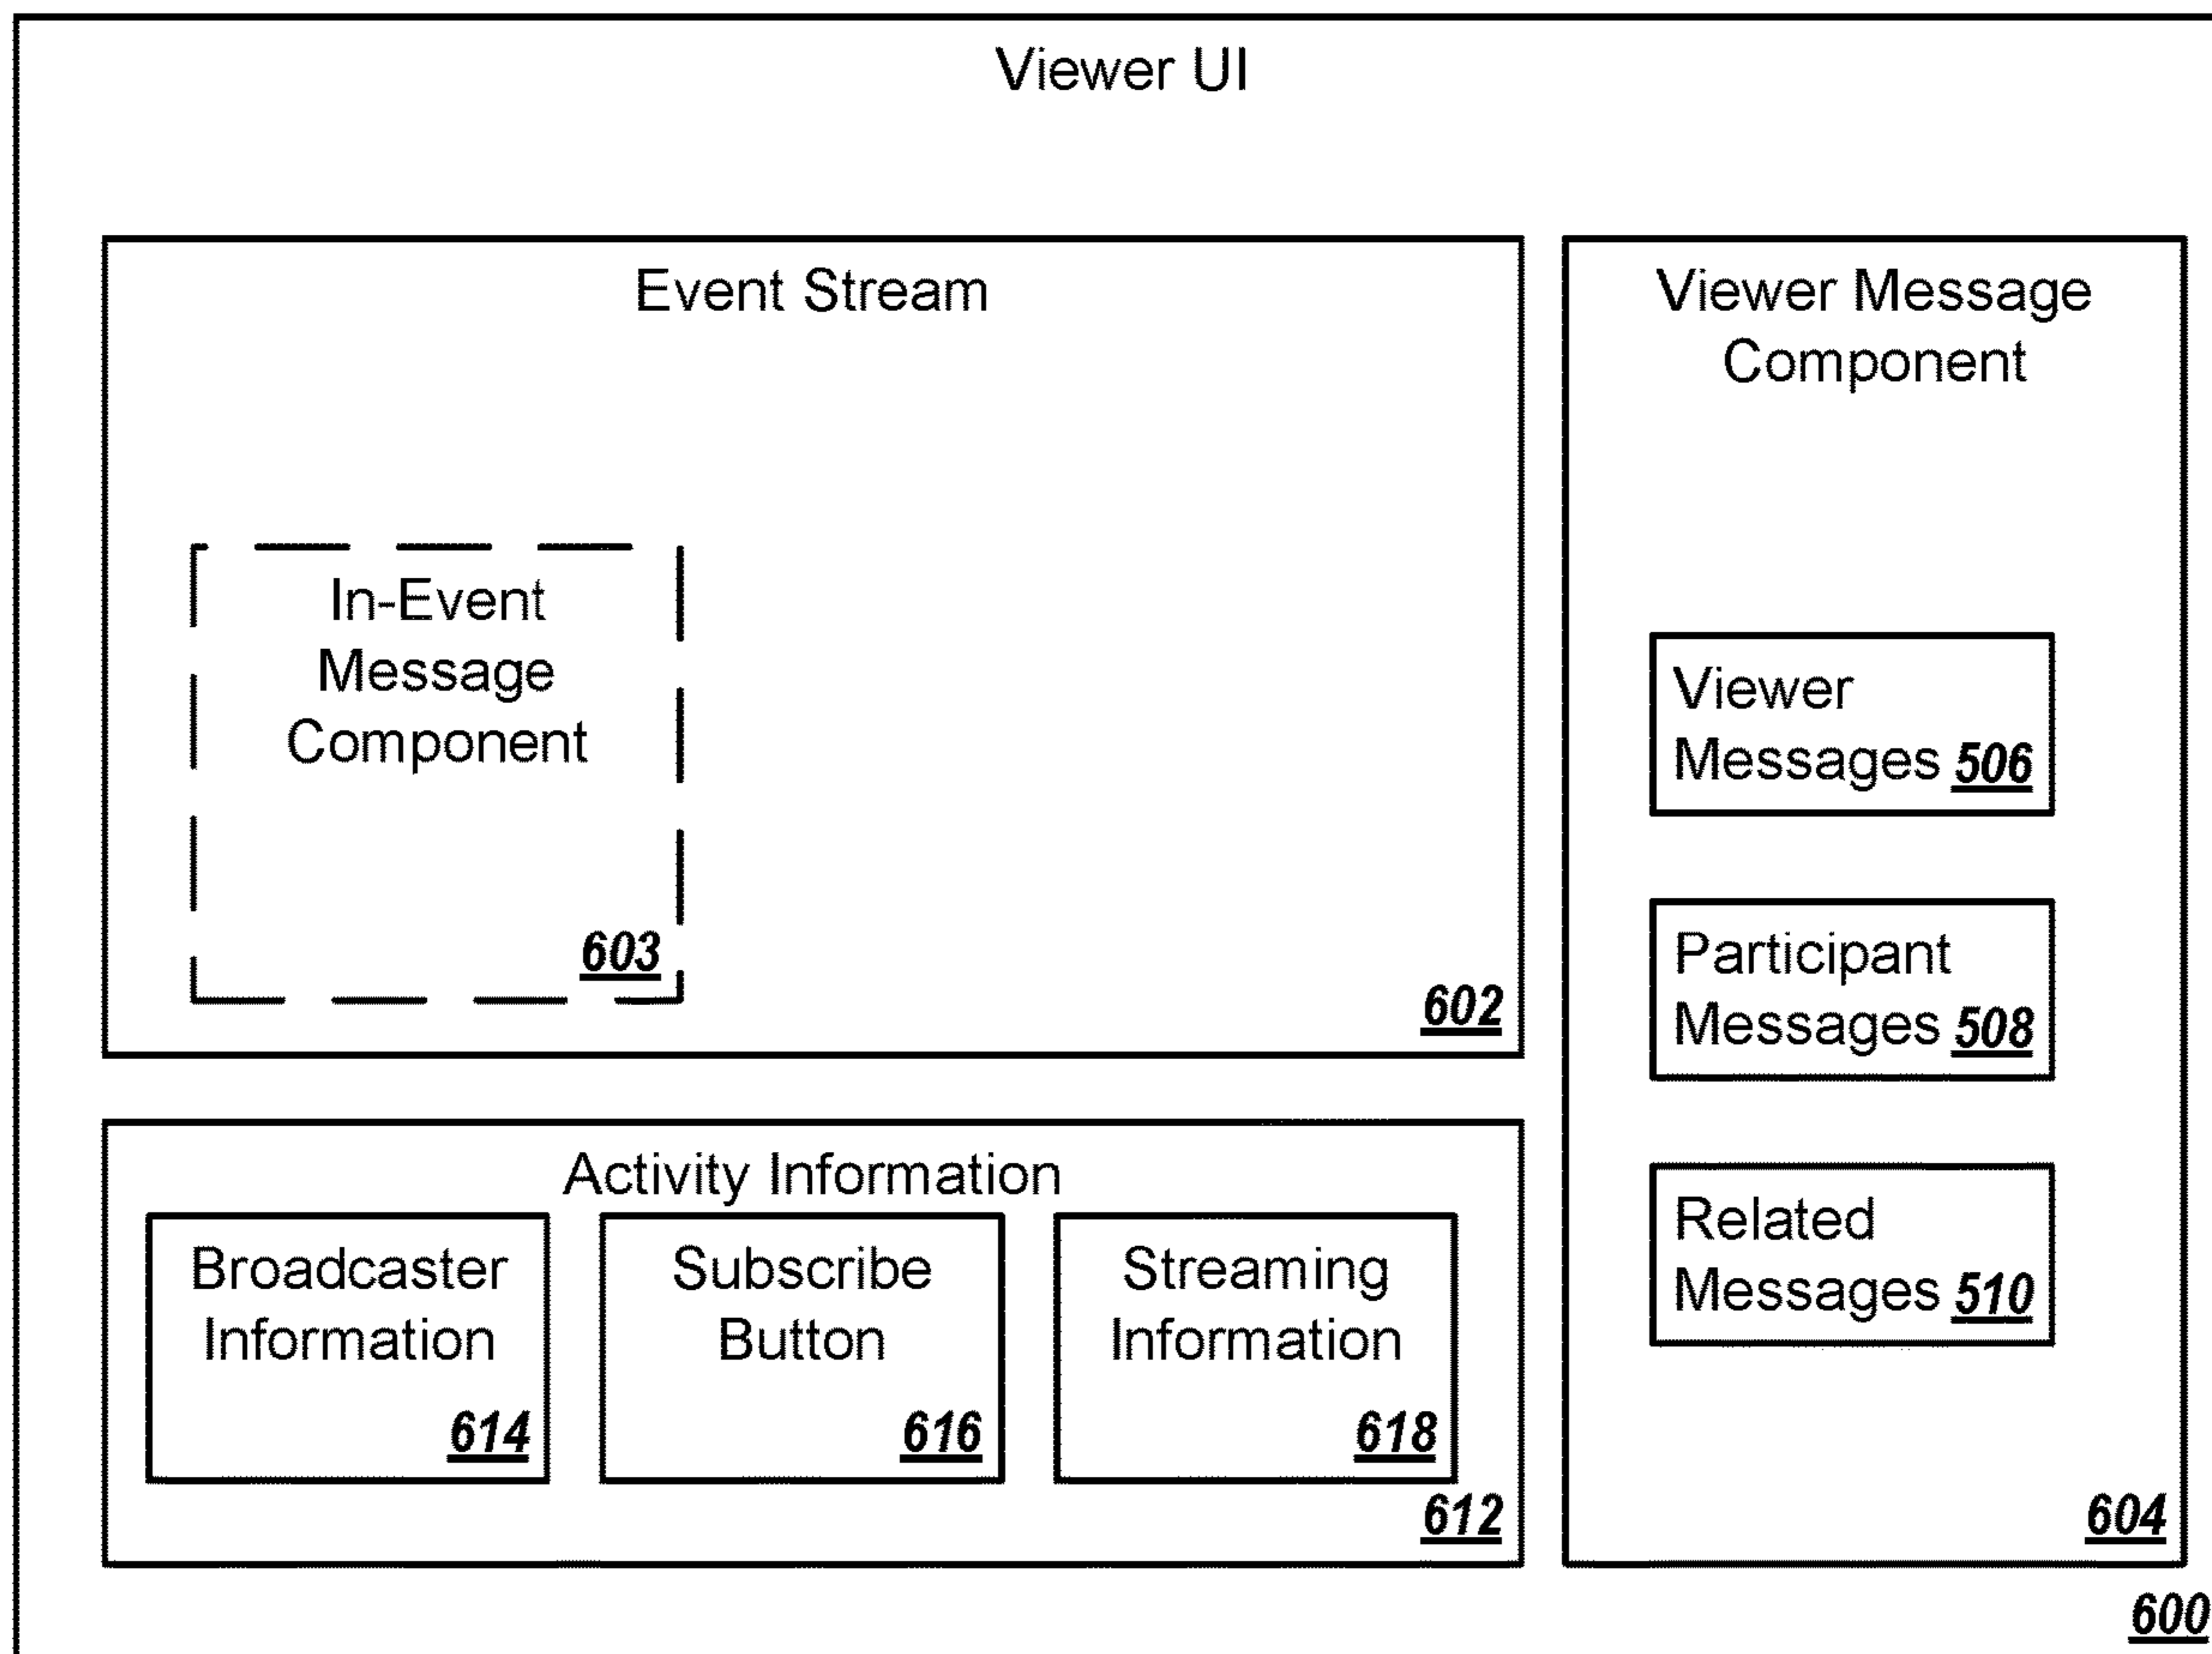 Viewer UI
Event Stream
In-Event
Message
Component
603
602
Viewer Message
Component
Viewer
Messages 506
Participant
Messages 508
Related
Messages 510
604
Activity Information
Broadcaster
Information
614
Subscribe
Button
616
Streaming
Information
618
612
600